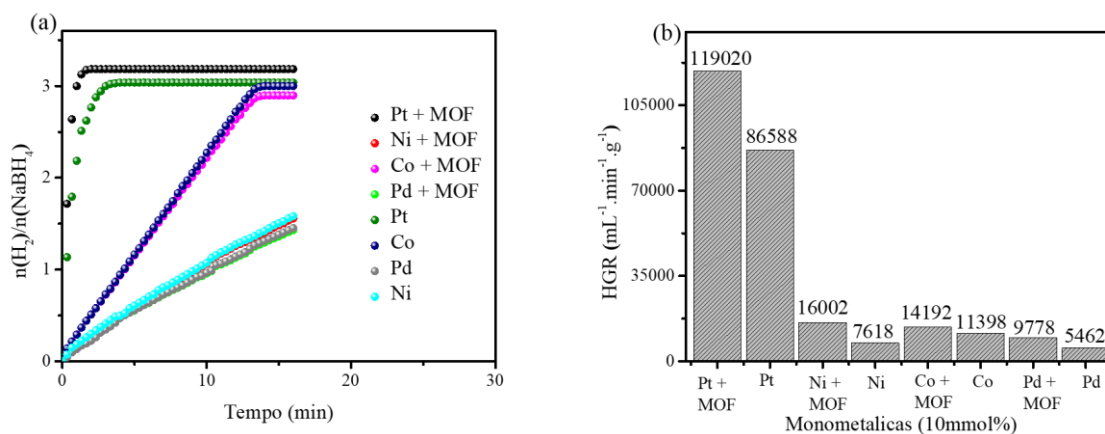 (a)
n(H₂)/n(NaBH₄)
3
2
1
0
0
10
20
30
Tempo (min)
Pt + MOF
Ni + MOF
Co + MOF
Pd + MOF
Pt
Co
Pd
Ni
(b)
HGR (mL⁻¹.min⁻¹.g⁻¹)
105000
70000
35000
0
119020
86588
16002
7618
14192
11398
9778
5462
Pt +
MOF
Pt
Ni +
MOF
Ni
Co +
MOF
Co
Pd +
MOF
Pd
Monometalicas (10mmol%)